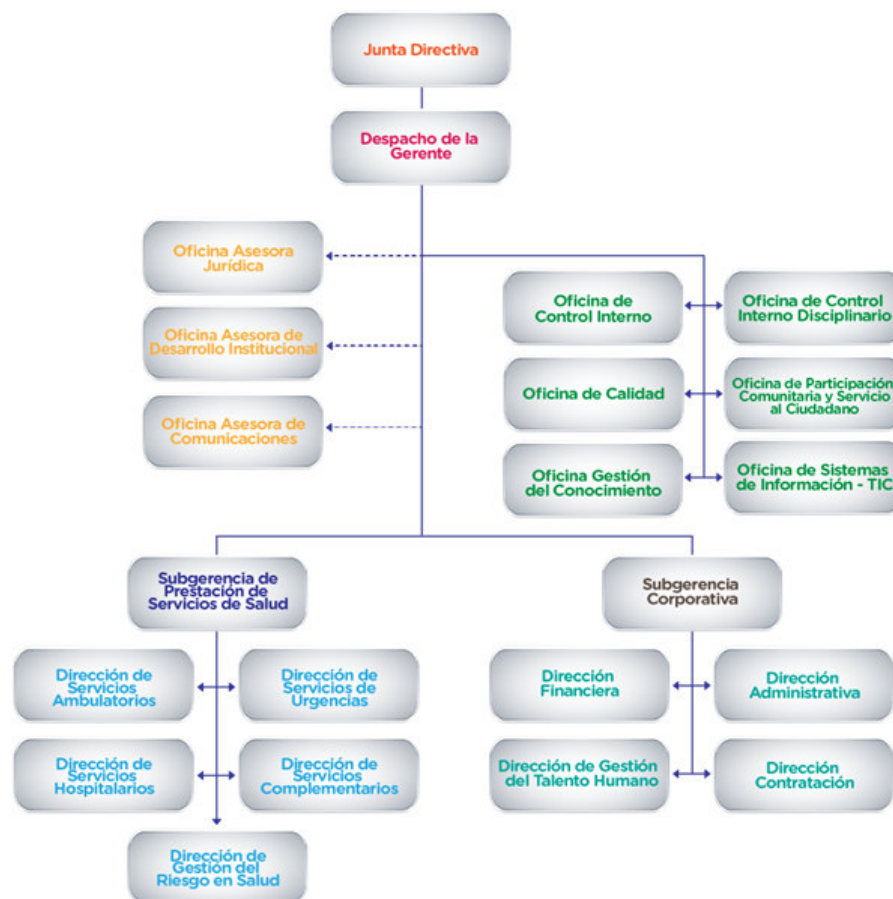 Junta Directiva
Despacho de la
Gerente
Oficina Asesora
Jurídica
Oficina Asesora de
Desarrollo Institucional
Oficina Asesora de
Comunicaciones
Oficina de
Control Interno
Oficina de Control
Interno Disciplinario
Oficina de Calidad
Oficina de Participación
Comunitaria y Servicio
al Ciudadano
Oficina Gestión
del Conocimiento
Oficina de Sistemas
de Información - TIC
Subgerencia de
Prestación de
Servicios de Salud
Subgerencia
Corporativa
Dirección de
Servicios
Ambulatorios
Dirección de
Servicios de
Urgencias
Dirección
Financiera
Dirección
Administrativa
Dirección de
Servicios
Hospitalarios
Dirección de
Servicios
Complementarios
Dirección de Gestión
del Talento Humano
Dirección
Contratación
Dirección de
Gestión del
Riesgo en Salud